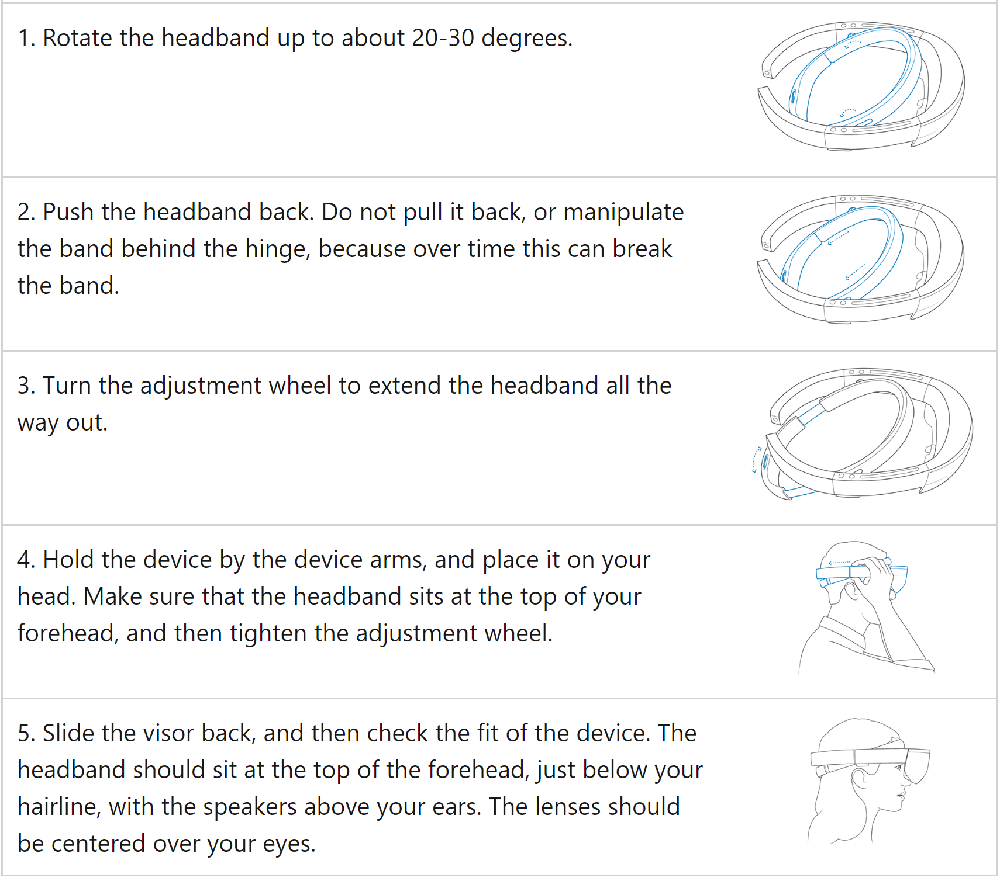 1. Rotate the headband up to about 20-30 degrees.
2. Push the headband back. Do not pull it back, or manipulate
the band behind the hinge, because over time this can break
the band.
3. Turn the adjustment wheel to extend the headband all the
way out.
4. Hold the device by the device arms, and place it on your
head. Make sure that the headband sits at the top of your
forehead, and then tighten the adjustment wheel.
5. Slide the visor back, and then check the fit of the device. The
headband should sit at the top of the forehead, just below your
hairline, with the speakers above your ears. The lenses should
be centered over your eyes.